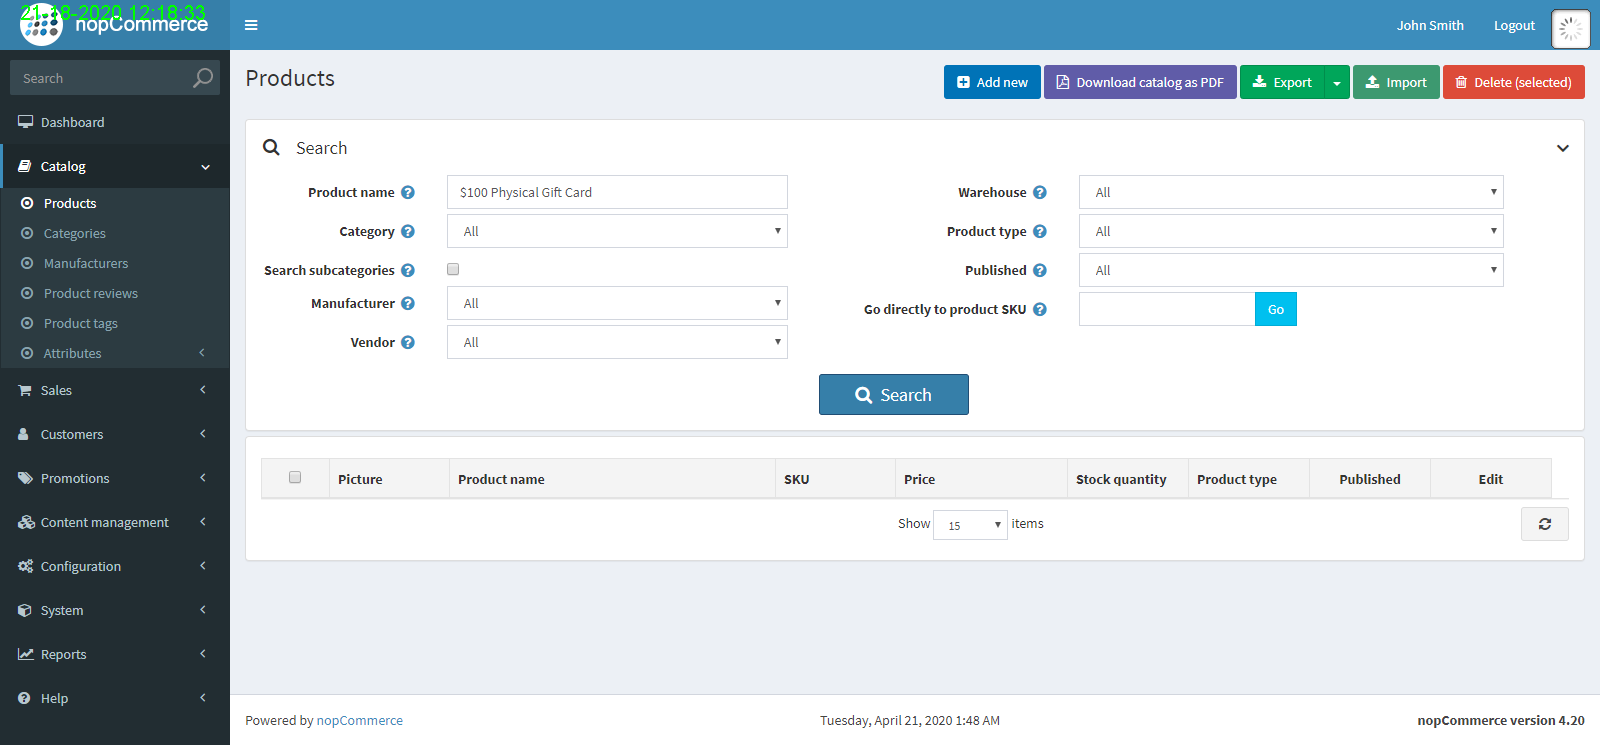 21-18-2020 12:18:33
nopCommerce
John Smith
Logout
Search
Dashboard
Catalog
Products
Categories
Manufacturers
Product reviews
Product tags
Attributes
Sales
Customers
Promotions
Content management
Configuration
System
Reports
Help
Products
Add new
Download catalog as PDF
Export
Import
Delete (selected)
Search
Product name ? $100 Physical Gift Card
Category ? All
Search subcategories ?
Manufacturer ? All
Vendor ? All
Warehouse ? All
Product type ? All
Published ? All
Go directly to product SKU ? Go
Search
Picture Product name SKU Price Stock quantity Product type Published Edit
Show 15 items
Powered by nopCommerce
Tuesday, April 21, 2020 1:48 AM
nopCommerce version 4.20